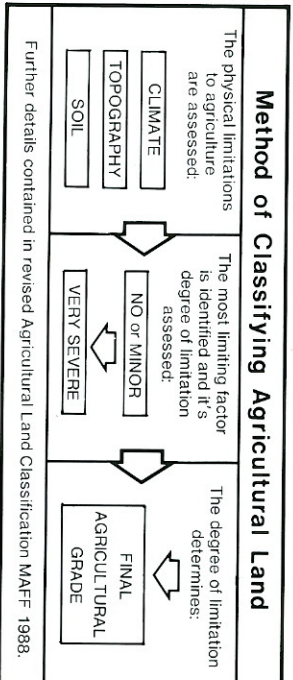 Method of Classifying Agricultural Land
The physical limitations
to agriculture
are assessed:
CLIMATE
TOPOGRAPHY
SOIL
The most limiting factor
is identified and it's
degree of limitation
assessed:
NO or MINOR
VERY SEVERE
The degree of limitation
determines:
FINAL
AGRICULTURAL
GRADE
Further details contained in revised Agricultural Land Classification MAFF 1988.